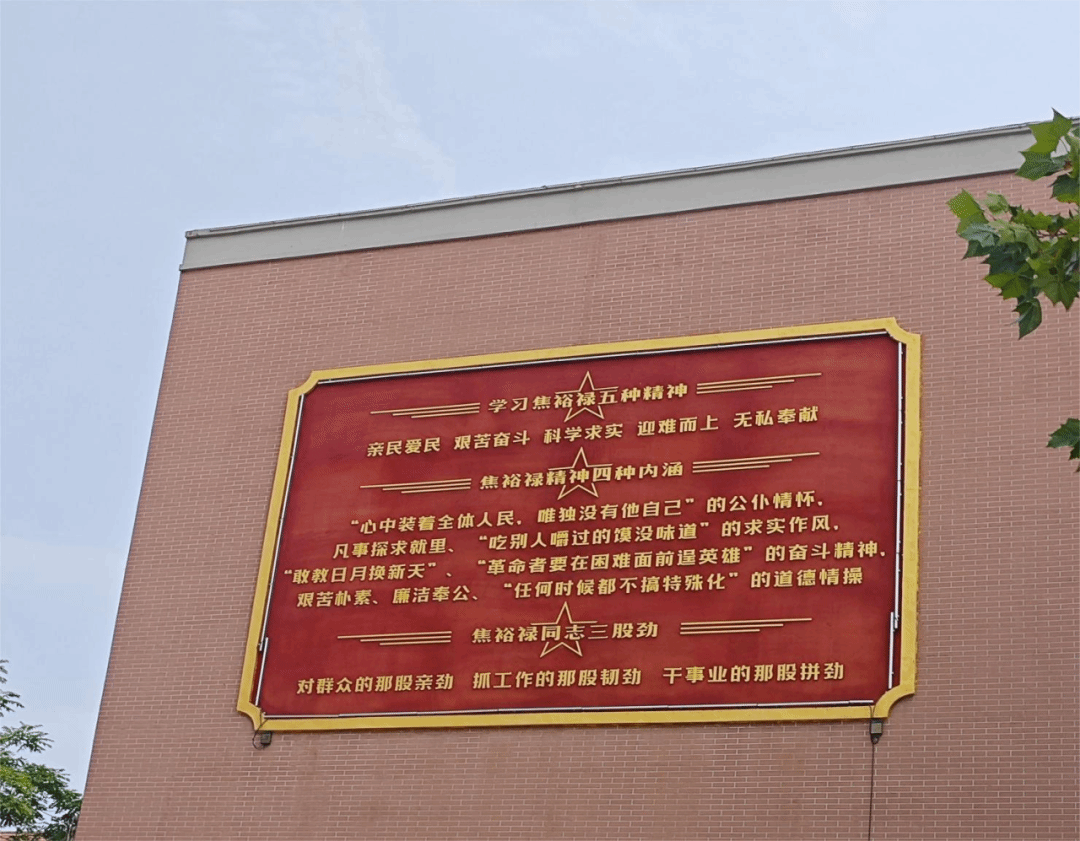 学习焦裕禄五种精神
亲民爱民 艰苦奋斗 科学求实 迎难而上 无私奉献
焦裕禄精神四种内涵
“心中装着全体人民，唯独没有他自己”的公仆情怀，
凡事探求就里、“吃别人嚼过的馍没味道”的求实作风，
“敢教日月换新天”、“革命者要在困难面前逞英雄”的奋斗精神，
艰苦朴素、廉洁奉公、“任何时候都不搞特殊化”的道德情操
焦裕禄同志三股劲
对群众的那股亲劲 抓工作的那股韧劲 干事业的那股拼劲